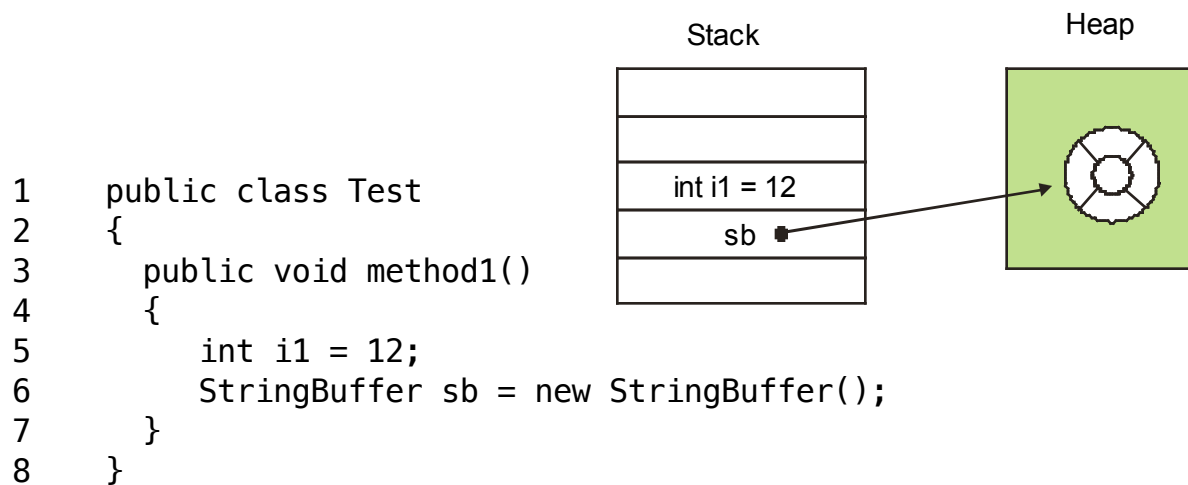 Stack
Heap
int i1 = 12
sb
1 public class Test
2 {
3 public void method1()
4 {
5 int i1 = 12;
6 StringBuffer sb = new StringBuffer();
7 }
8 }